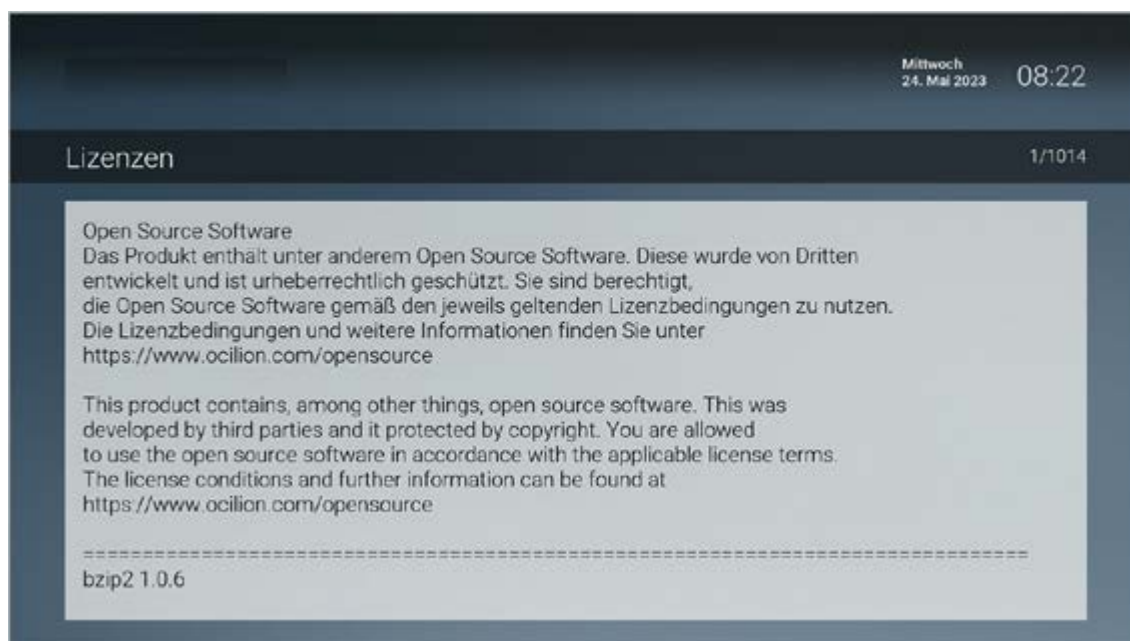 Mittwoch
24. Mai 2023
08:22
Lizenzen
1/1014
Open Source Software
Das Produkt enthält unter anderem Open Source Software. Diese wurde von Dritten
entwickelt und ist urheberrechtlich geschützt. Sie sind berechtigt,
die Open Source Software gemäß den jeweils geltenden Lizenzbedingungen zu nutzen.
Die Lizenzbedingungen und weitere Informationen finden Sie unter
https://www.ocilion.com/opensource
This product contains, among other things, open source software. This was
developed by third parties and it protected by copyright. You are allowed
to use the open source software in accordance with the applicable license terms.
The license conditions and further information can be found at
https://www.ocilion.com/opensource
================================================================================
bzip2 1.0.6